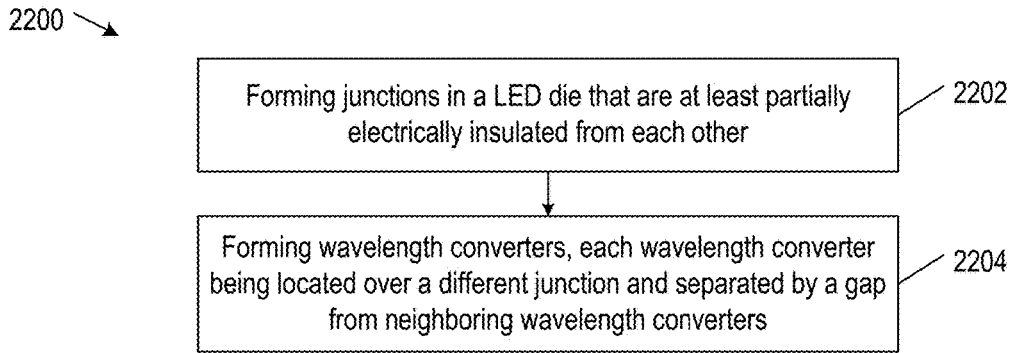 2200
Forming junctions in a LED die that are at least partially
electrically insulated from each other
2202
Forming wavelength converters, each wavelength converter
being located over a different junction and separated by a gap
from neighboring wavelength converters
2204